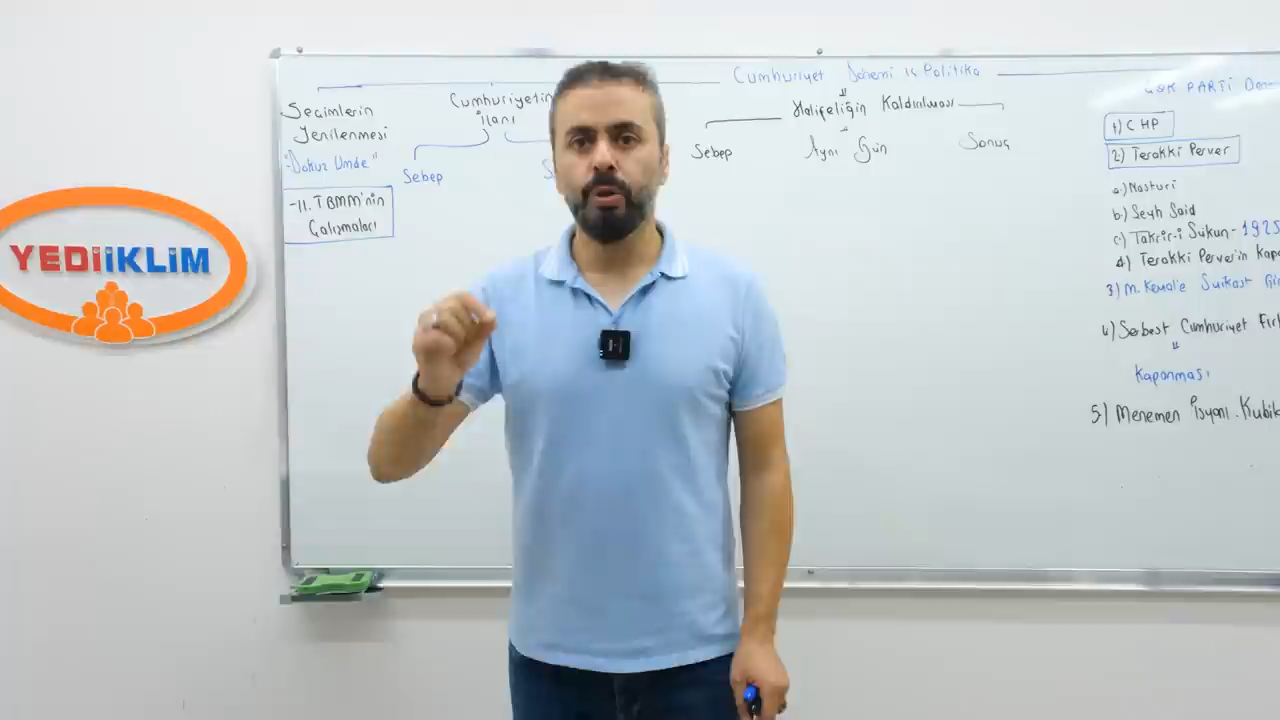 YEDİİKLİM
Cumhuriyet Dönemi iç Politika
Seçimlerin
Yenilenmesi
-"Dokuz Umde"
-II. TBMM'nin
Çalışmaları
Cumhuriyetin
ilanı
Sebep
Halifeliğin Kaldırılması
Sebep
Aynı Gün
Sonuç
ÇOK PARTİ
1) CHP
2) Terakki Perver
a) Nasturi
b) Şeyh Said
c) Takrir-i Sükun - 1925
d) Terakki Perver'in
3) M. Kemal'e Suikast
4) Serbest Cumhuriyet
Kapanması
5) Menemen İsyanı